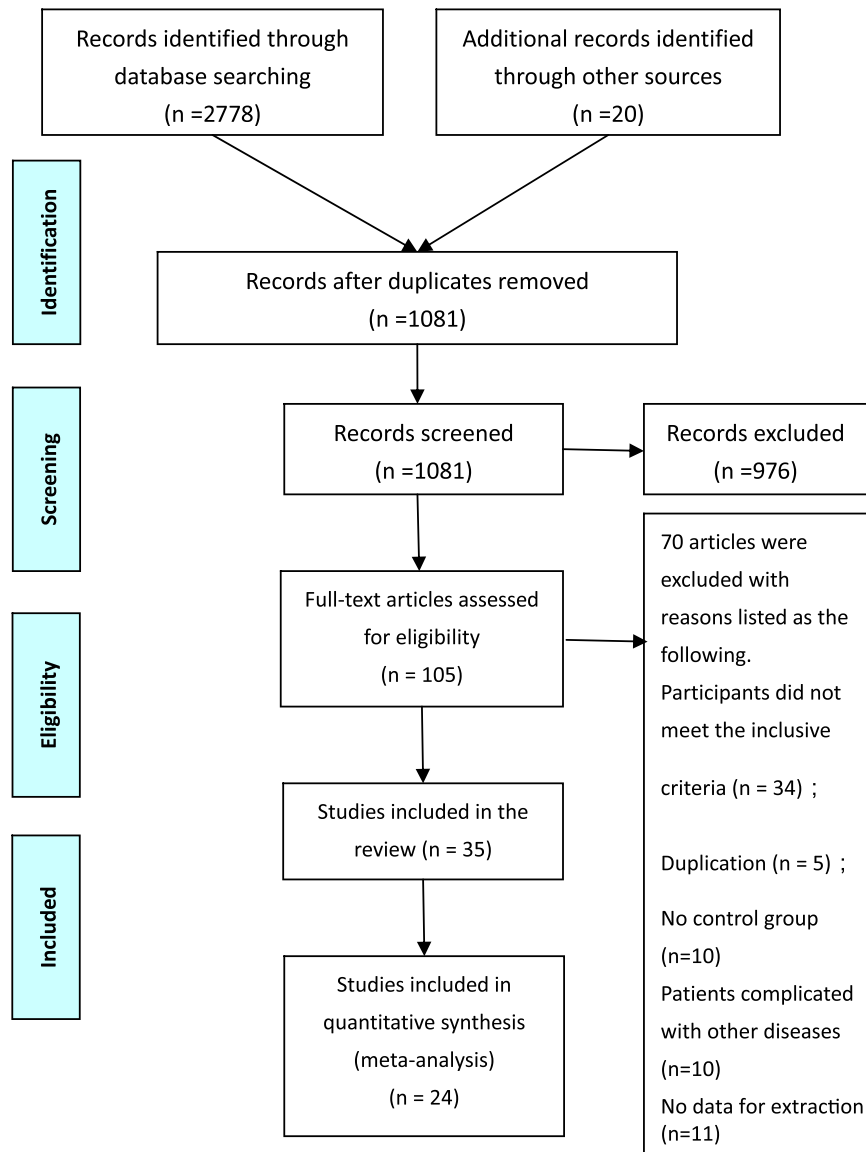 Records identified through
database searching
(n =2778)
Additional records identified
through other sources
(n =20)
Identification
Records after duplicates removed
(n =1081)
Screening
Records screened
(n =1081)
Records excluded
(n =976)
Eligibility
Full-text articles assessed
for eligibility
(n = 105)
70 articles were
excluded with
reasons listed as the
following.
Participants did not
meet the inclusive
criteria (n = 34) ;
Duplication (n = 5) ;
No control group
(n=10)
Patients complicated
with other diseases
(n=10)
No data for extraction
(n=11)
Studies included in the
review (n = 35)
Included
Studies included in
quantitative synthesis
(meta-analysis)
(n = 24)